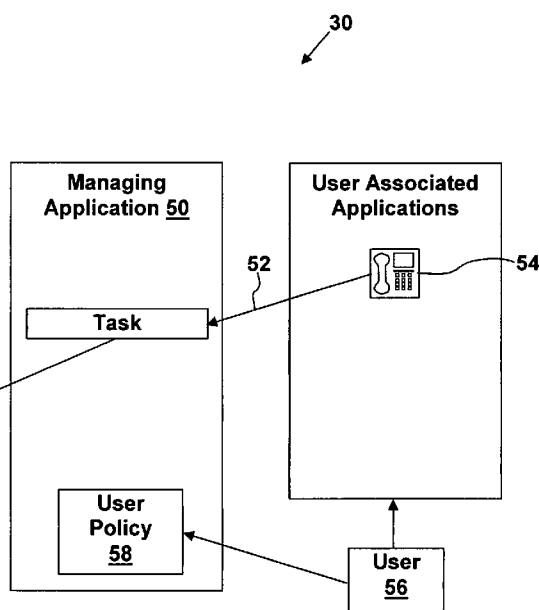 30
Managing
Application 50
User Associated
Applications
52
54
Task
User
Policy
58
User
56